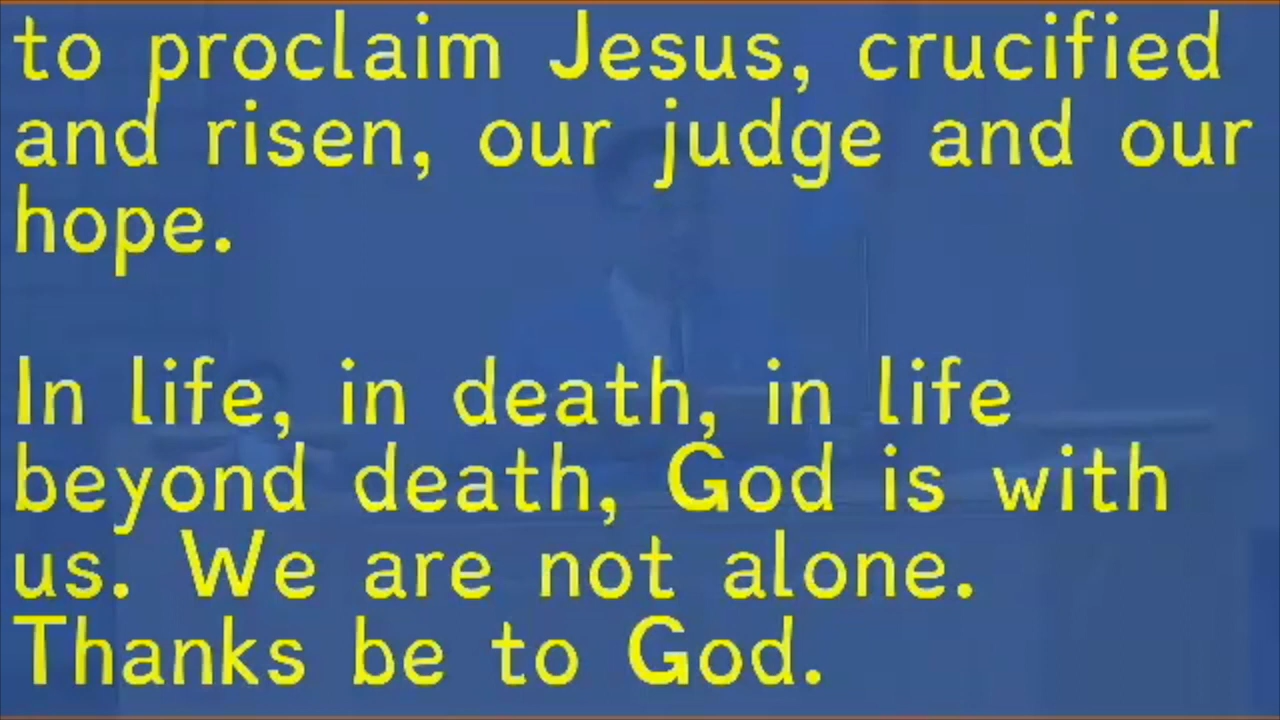 to proclaim Jesus, crucified
and risen, our judge and our
hope.
In life, in death, in life
beyond death, God is with
us. We are not alone.
Thanks be to God.